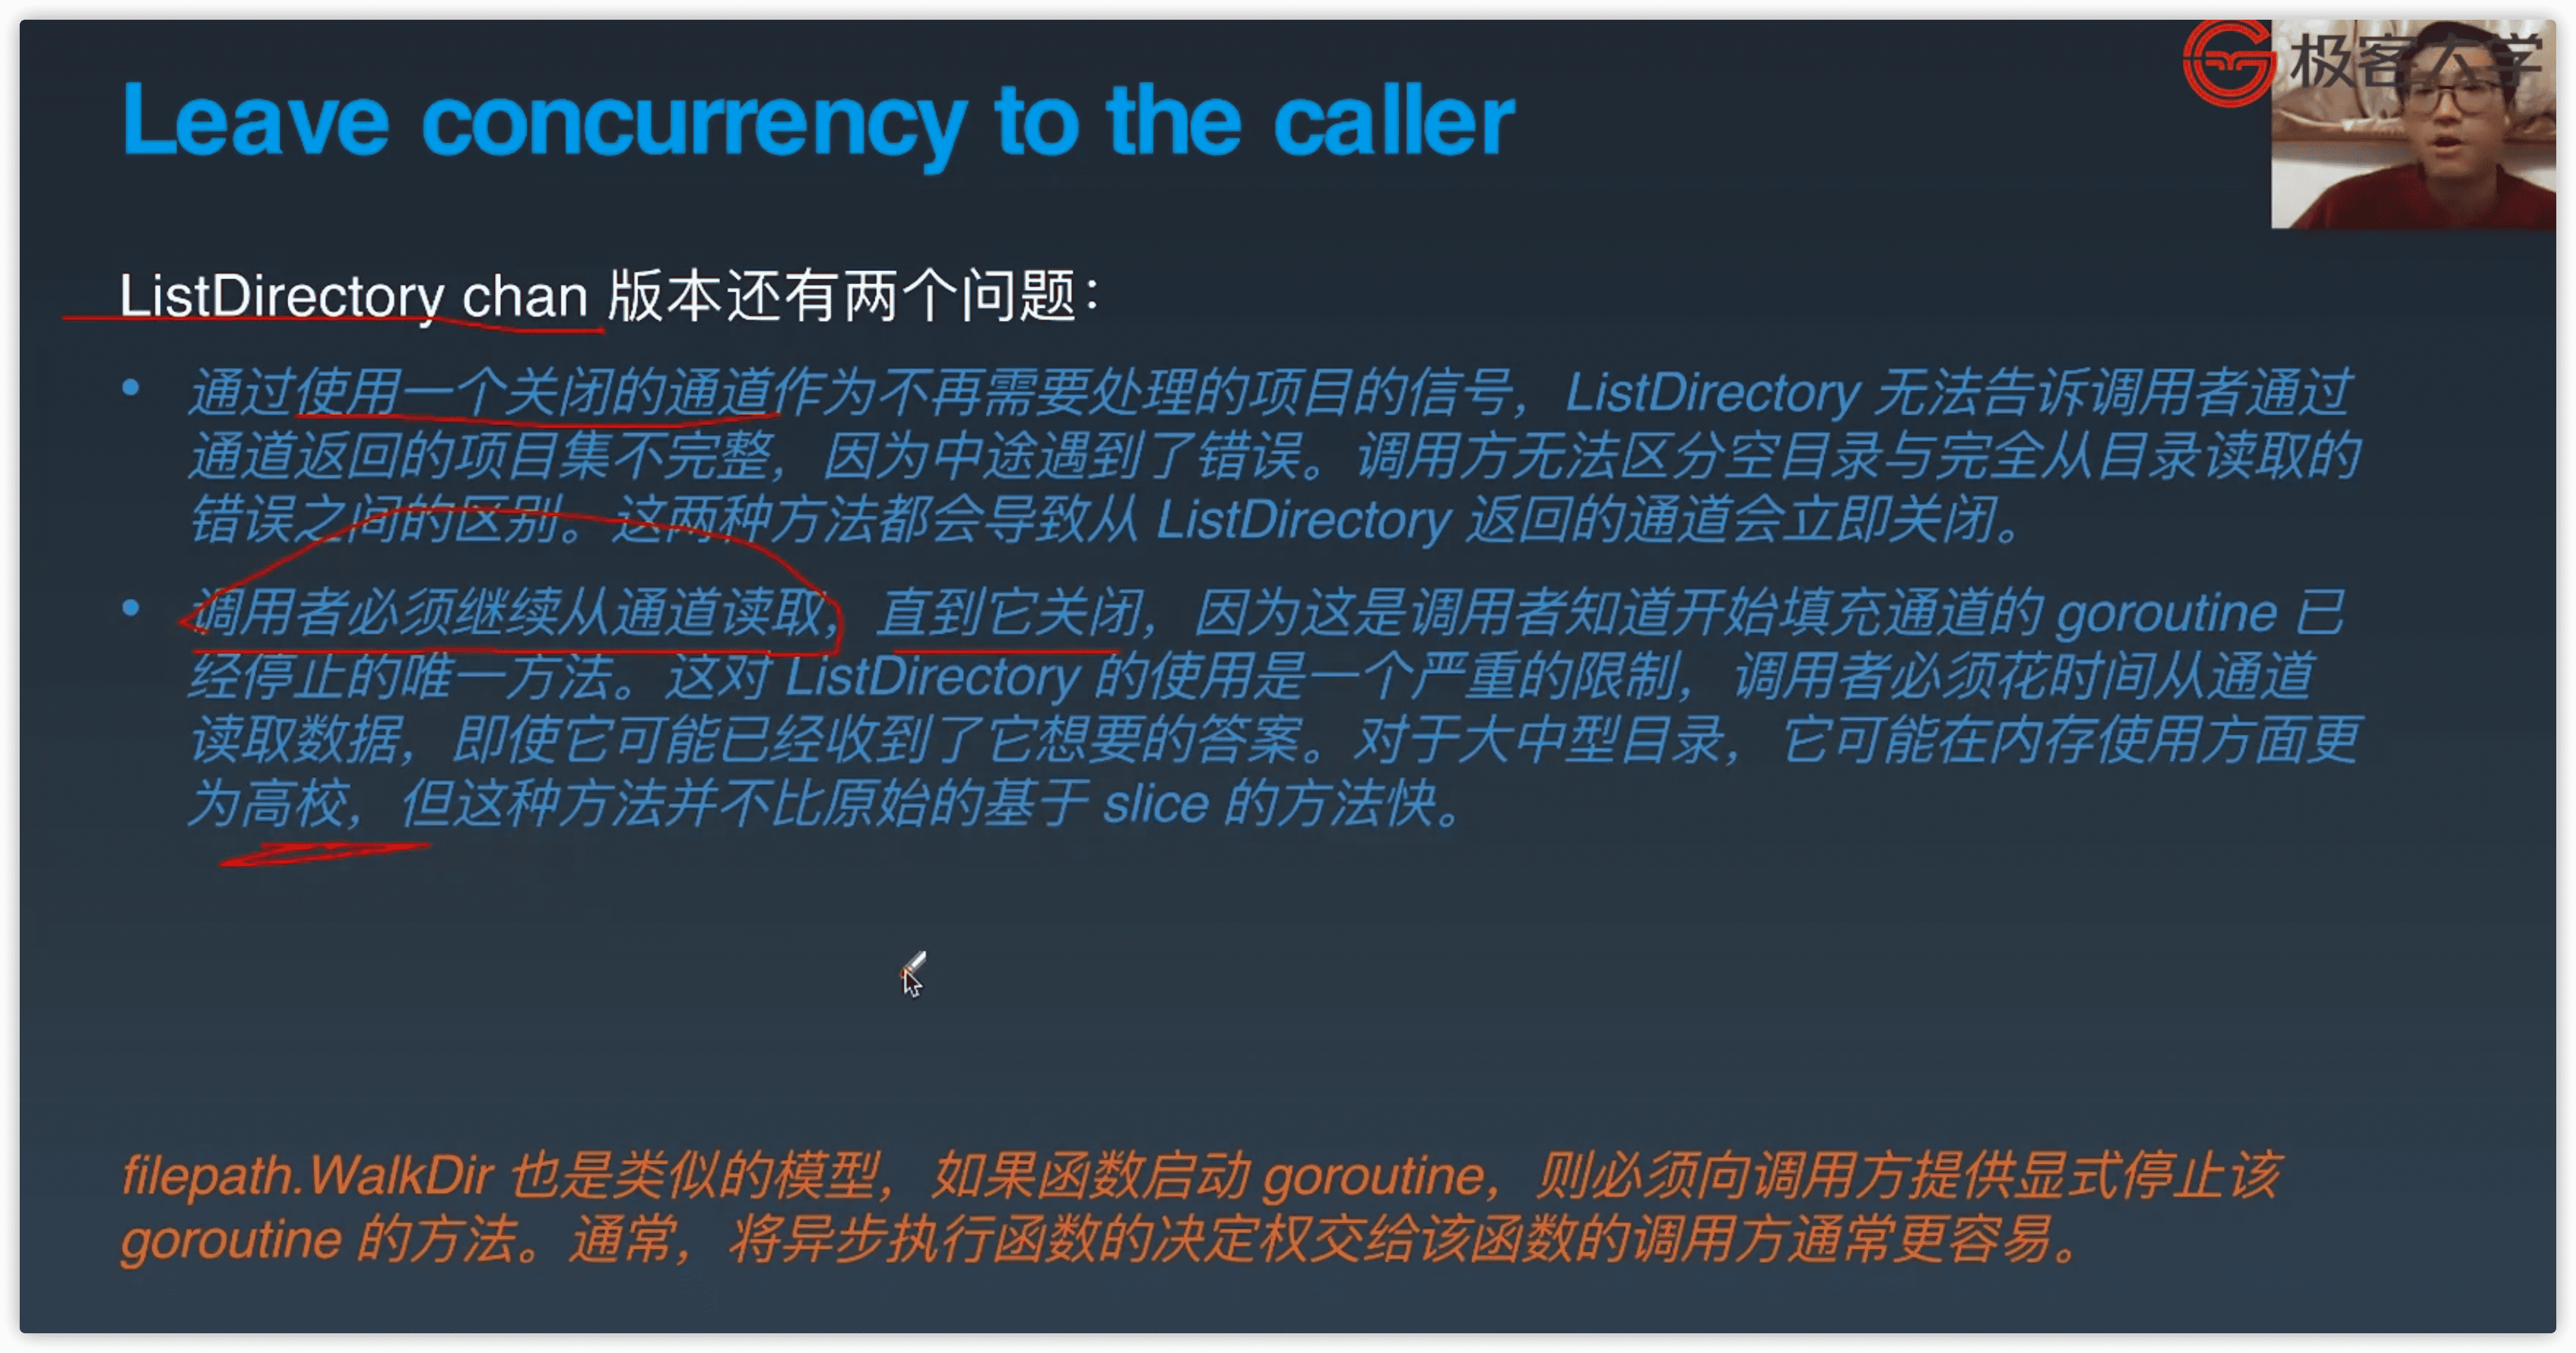 极客大学
Leave concurrency to the caller
ListDirectory chan 版本还有两个问题：
• 通过使用一个关闭的通道作为不再需要处理的项目的信号，ListDirectory 无法告诉调用者通过
通道返回的项目集不完整，因为中途遇到了错误。调用方无法区分空目录与完全从目录读取的
错误之间的区别。这两种方法都会导致从 ListDirectory 返回的通道会立即关闭。
• 调用者必须继续从通道读取，直到它关闭，因为这是调用者知道开始填充通道的 goroutine 已
经停止的唯一方法。这对 ListDirectory 的使用是一个严重的限制，调用者必须花时间从通道
读取数据，即使它可能已经收到了它想要的答案。对于大中型目录，它可能在内存使用方面更
为高校，但这种方法并不比原始的基于 slice 的方法快。
filepath.WalkDir 也是类似的模型，如果函数启动 goroutine，则必须向调用方提供显式停止该
goroutine 的方法。通常，将异步执行函数的决定权交给该函数的调用方通常更容易。